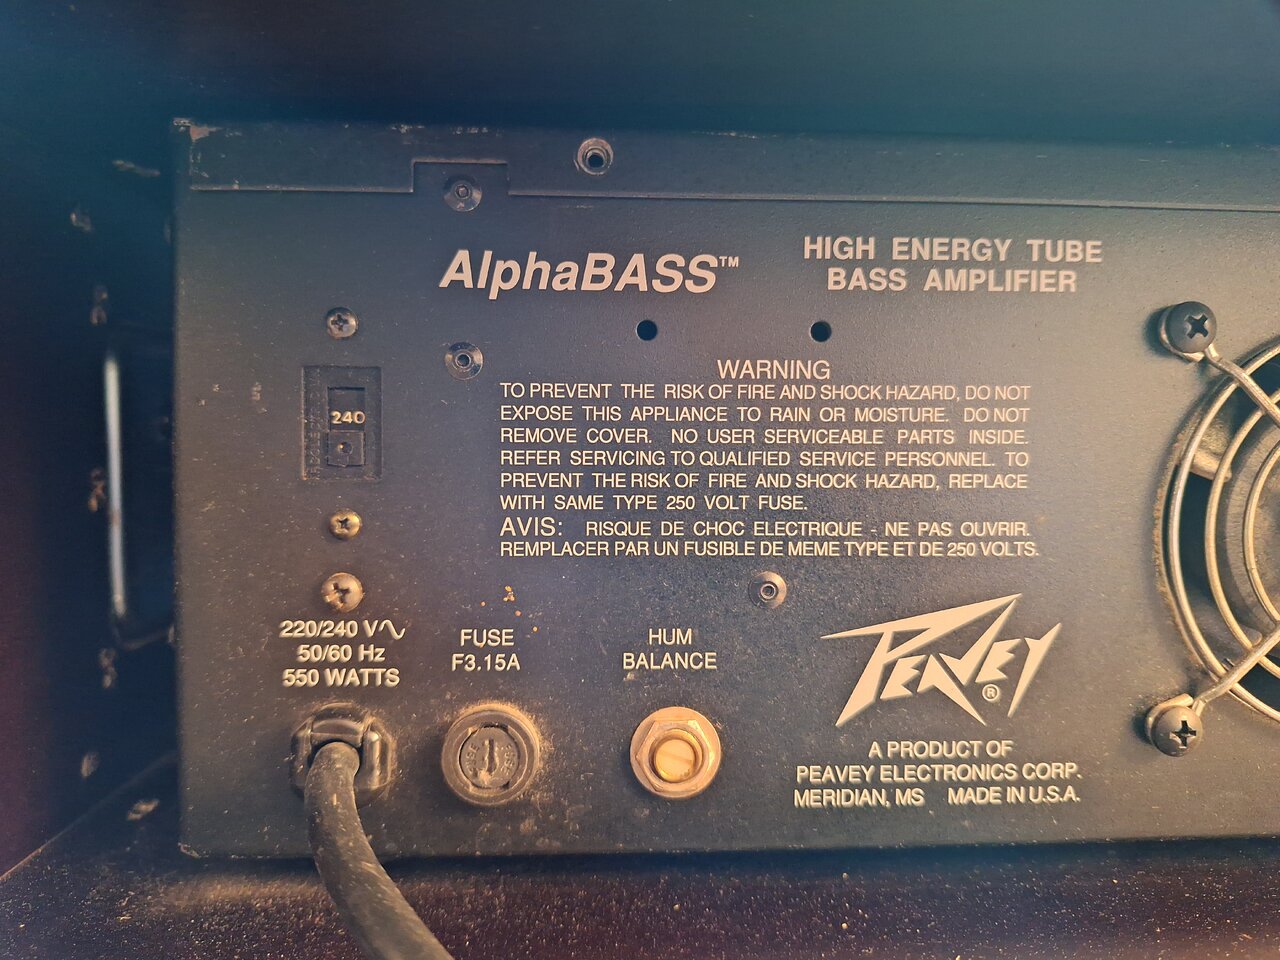 AlphaBASS™
HIGH ENERGY TUBE
BASS AMPLIFIER
240
WARNING
TO PREVENT THE RISK OF FIRE AND SHOCK HAZARD, DO NOT
EXPOSE THIS APPLIANCE TO RAIN OR MOISTURE. DO NOT
REMOVE COVER. NO USER SERVICEABLE PARTS INSIDE.
REFER SERVICING TO QUALIFIED SERVICE PERSONNEL. TO
PREVENT THE RISK OF FIRE AND SHOCK HAZARD, REPLACE
WITH SAME TYPE 250 VOLT FUSE.
AVIS: RISQUE DE CHOC ELECTRIQUE - NE PAS OUVRIR.
REMPLACER PAR UN FUSIBLE DE MEME TYPE ET DE 250 VOLTS.
220/240 V∿
50/60 Hz
550 WATTS
FUSE
F3.15A
HUM
BALANCE
PEAVEY®
A PRODUCT OF
PEAVEY ELECTRONICS CORP.
MERIDIAN, MS MADE IN U.S.A.